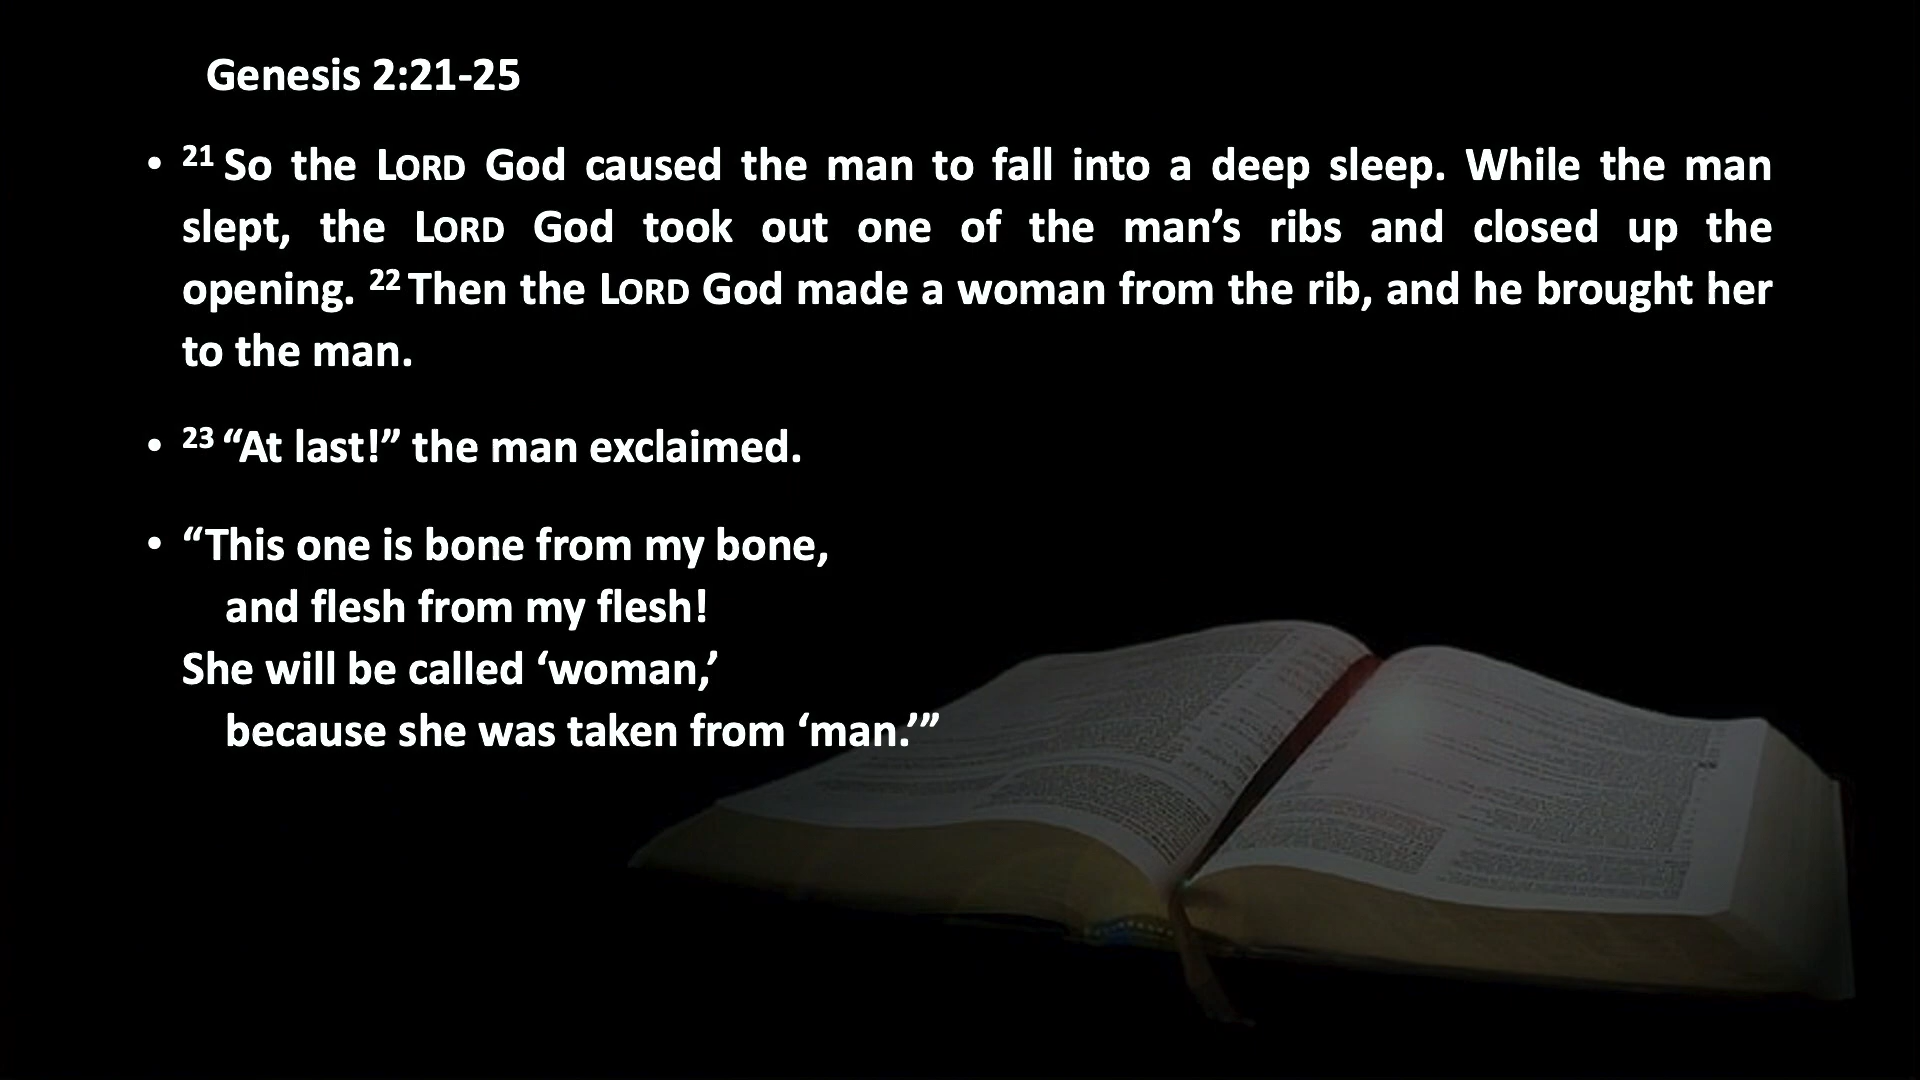 Genesis 2:21-25
• ²¹ So the LORD God caused the man to fall into a deep sleep. While the man
slept, the LORD God took out one of the man’s ribs and closed up the
opening. ²² Then the LORD God made a woman from the rib, and he brought her
to the man.
• ²³ “At last!” the man exclaimed.
• “This one is bone from my bone,
and flesh from my flesh!
She will be called ‘woman,’
because she was taken from ‘man.’”